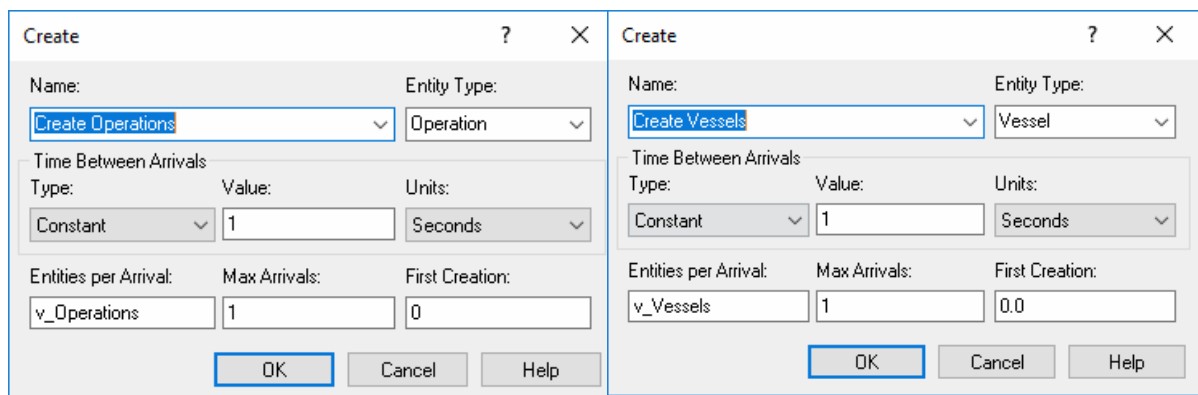 Create ? ×
Name: Entity Type:
Create Operations Operation
Time Between Arrivals
Type: Value: Units:
Constant 1 Seconds
Entities per Arrival: Max Arrivals: First Creation:
v_Operations 1 0
OK Cancel Help
Create ? ×
Name: Entity Type:
Create Vessels Vessel
Time Between Arrivals
Type: Value: Units:
Constant 1 Seconds
Entities per Arrival: Max Arrivals: First Creation:
v_Vessels 1 0.0
OK Cancel Help